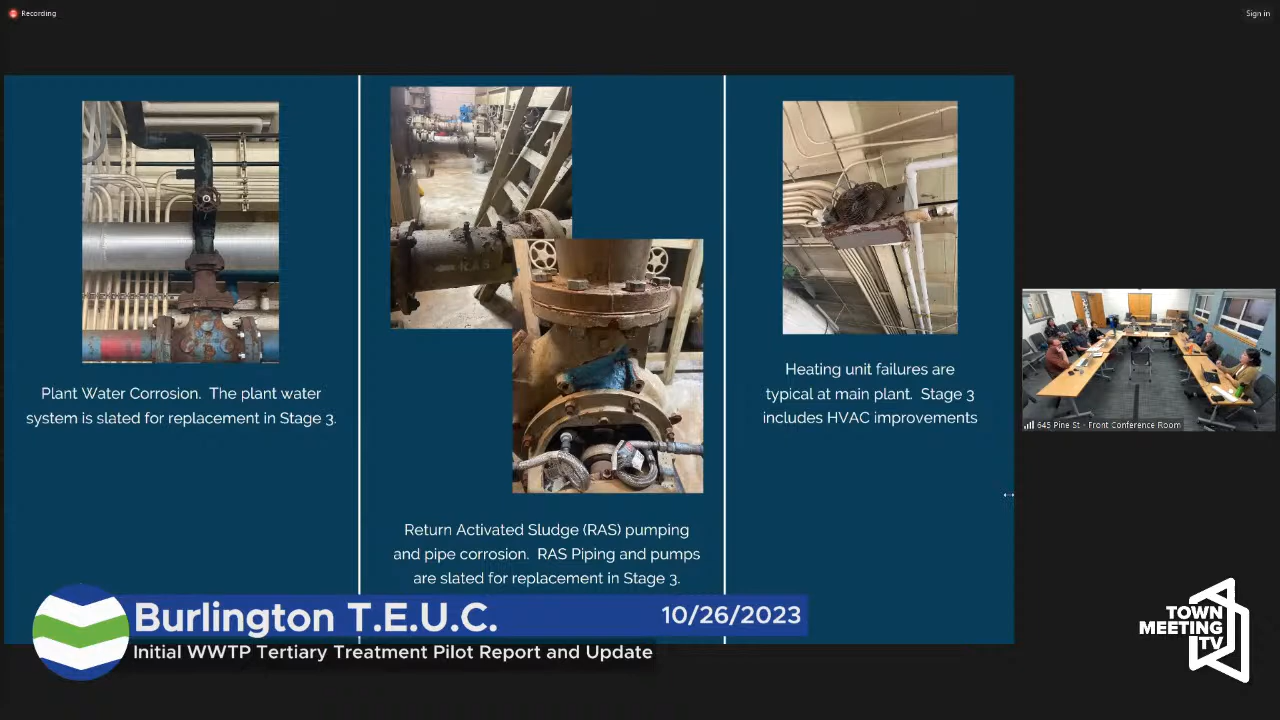 Recording
Sign in
Plant Water Corrosion. The plant water
system is slated for replacement in Stage 3.
RAS
Return Activated Sludge (RAS) pumping
and pipe corrosion. RAS Piping and pumps
are slated for replacement in Stage 3.
Heating unit failures are
typical at main plant. Stage 3
includes HVAC improvements
645 Pine St - Front Conference Room
Burlington T.E.U.C.
10/26/2023
Initial WWTP Tertiary Treatment Pilot Report and Update
TOWN
MEETING
TV